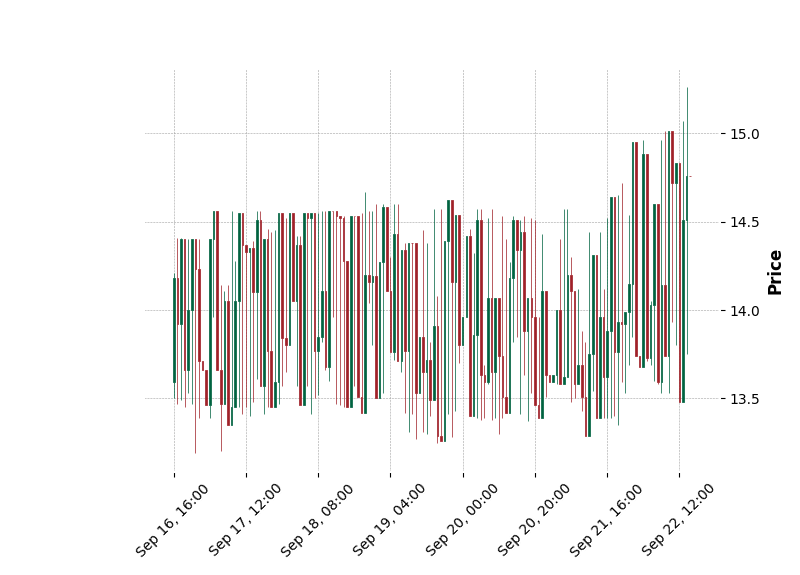 15.0
14.5
14.0
13.5
Price
Sep 16, 16:00
Sep 17, 12:00
Sep 18, 08:00
Sep 19, 04:00
Sep 20, 00:00
Sep 20, 20:00
Sep 21, 16:00
Sep 22, 12:00